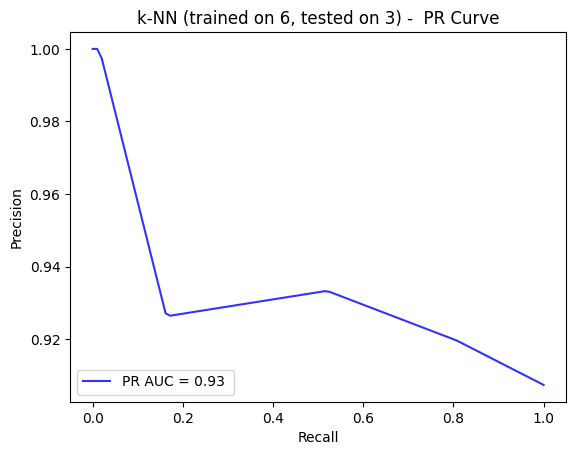 k-NN (trained on 6, tested on 3) -  PR Curve
1.00
0.98
0.96
0.94
0.92
Precision
PR AUC = 0.93
0.0 0.2 0.4 0.6 0.8 1.0
Recall